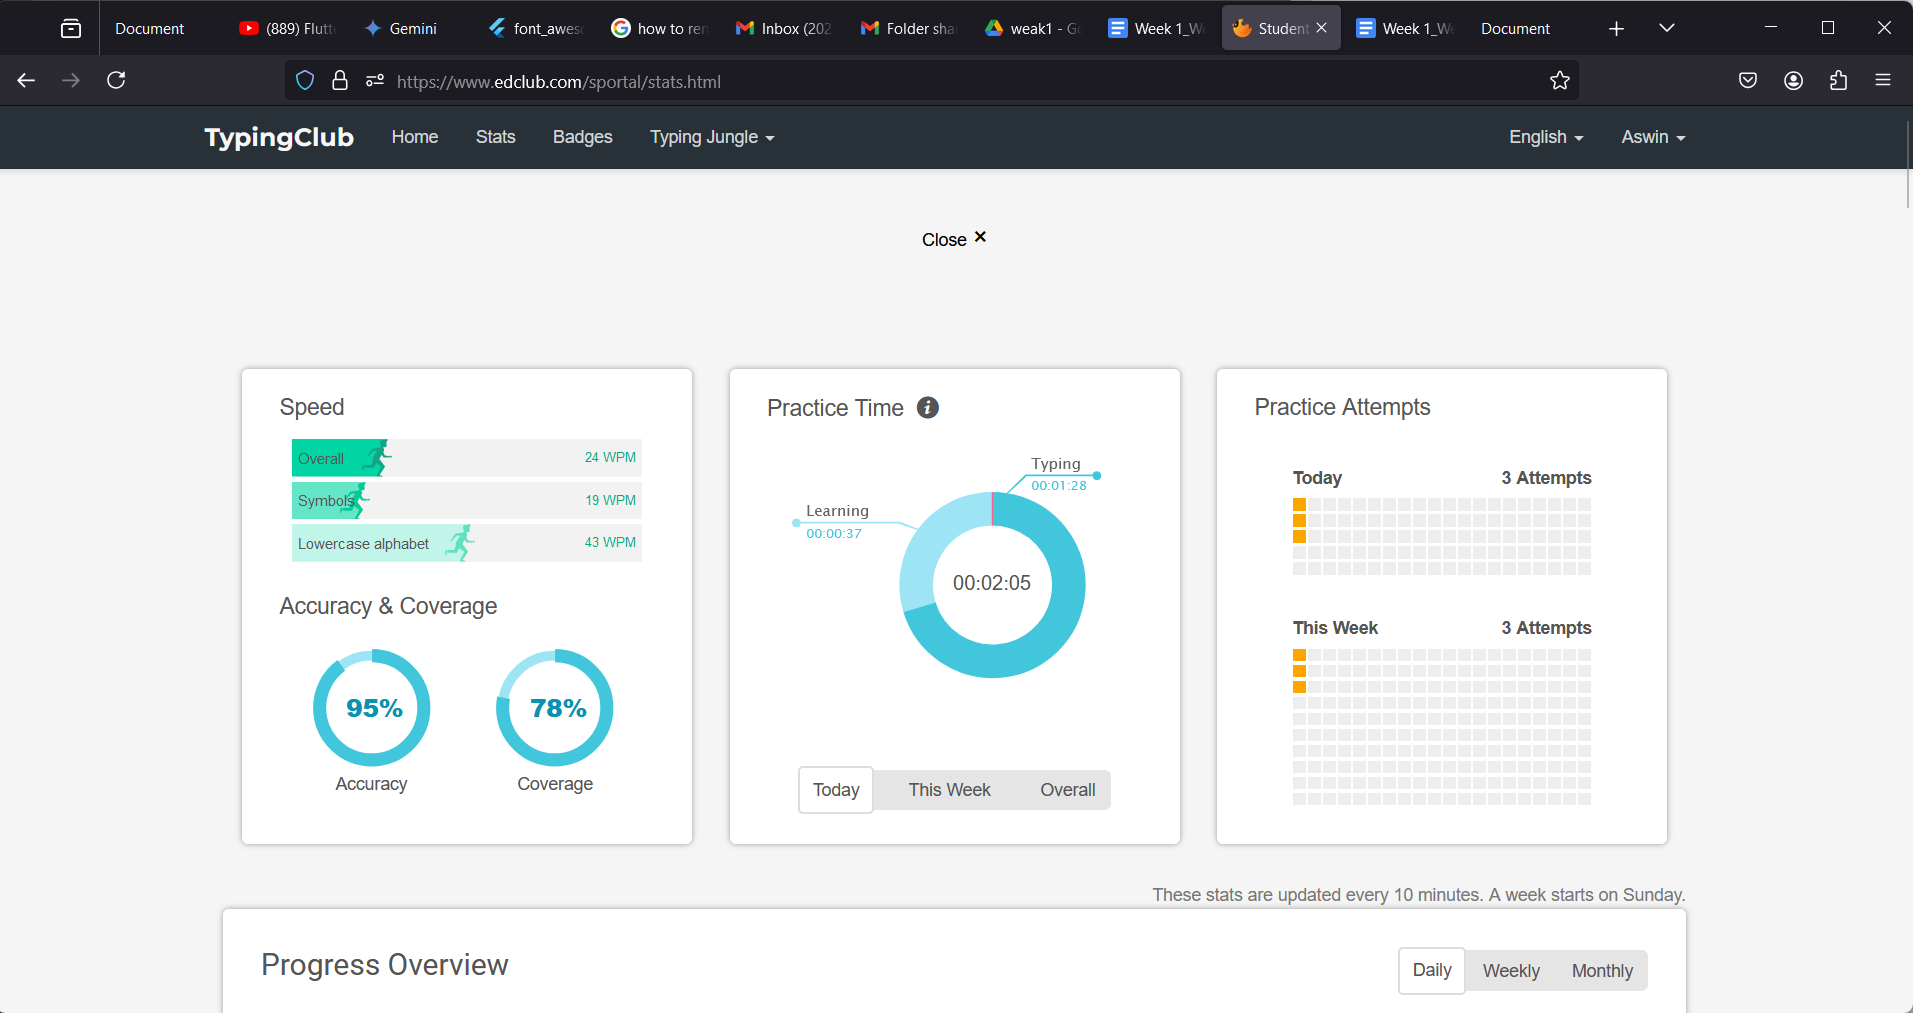 Document
(889) Flutt
Gemini
font_awes
how to ren
Inbox (202
Folder sha
weak1 - G
Week 1_W
Student
Week 1_W
Document
https://www.edclub.com/sportal/stats.html
TypingClub
Home
Stats
Badges
Typing Jungle
English
Aswin
Close ×
Speed
Overall 24 WPM
Symbols 19 WPM
Lowercase alphabet 43 WPM
Accuracy & Coverage
95%
78%
Accuracy
Coverage
Practice Time
Typing
00:01:28
Learning
00:00:37
00:02:05
Today
This Week
Overall
Practice Attempts
Today 3 Attempts
This Week 3 Attempts
These stats are updated every 10 minutes. A week starts on Sunday.
Progress Overview
Daily
Weekly
Monthly